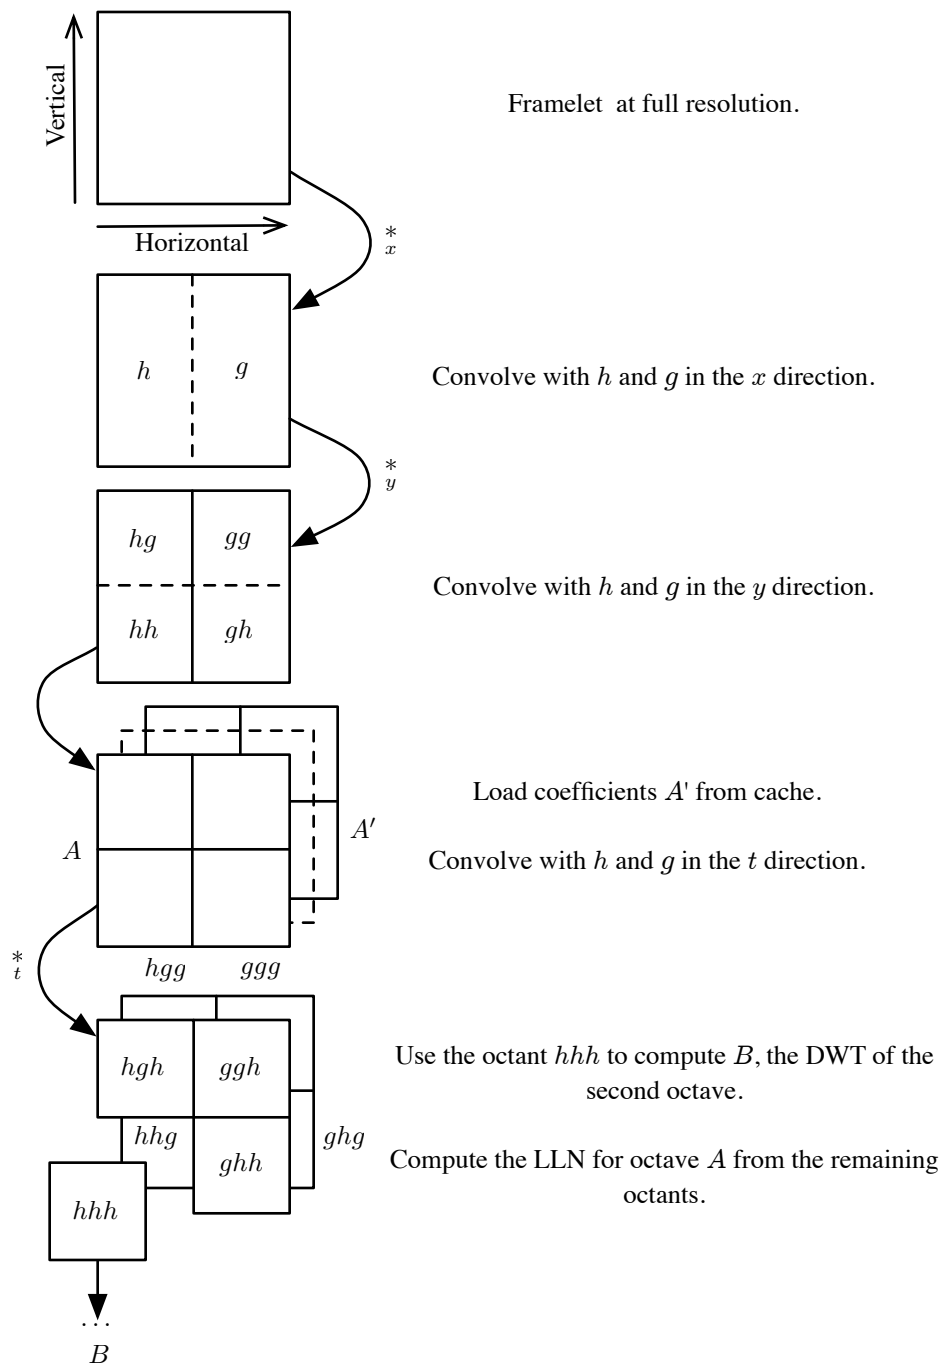 Vertical
Framelet at full resolution.
Horizontal
*
x
h g
Convolve with h and g in the x direction.
*
y
hg gg
Convolve with h and g in the y direction.
hh gh
Load coefficients A' from cache.
A A′
Convolve with h and g in the t direction.
*
t
hgg ggg
hgh ggh
Use the octant hhh to compute B, the DWT of the
second octave.
hhg ghg
ghh
Compute the LLN for octave A from the remaining
octants.
hhh
...
B